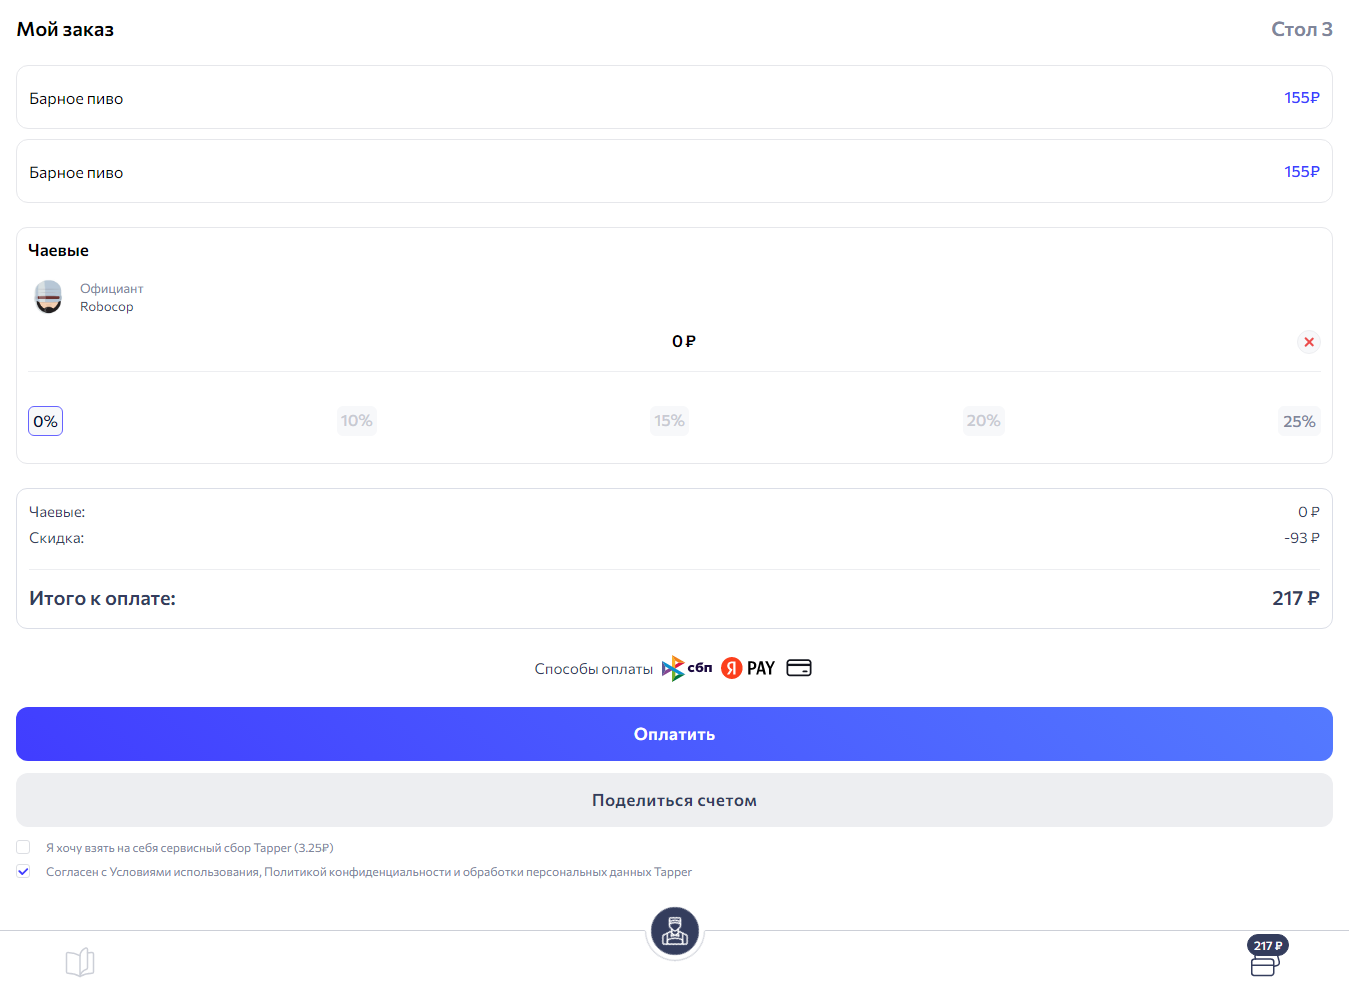 Мой заказ
Стол 3
Барное пиво
155₽
Барное пиво
155₽
Чаевые
Официант
Robocop
0 ₽
0%
10%
15%
20%
25%
Чаевые:
0 ₽
Скидка:
-93 ₽
Итого к оплате:
217 ₽
Способы оплаты
сбп
Я PAY
Оплатить
Поделиться счетом
Я хочу взять на себя сервисный сбор Tapper (3.25₽)
Согласен с Условиями использования, Политикой конфиденциальности и обработки персональных данных Tapper
217 ₽